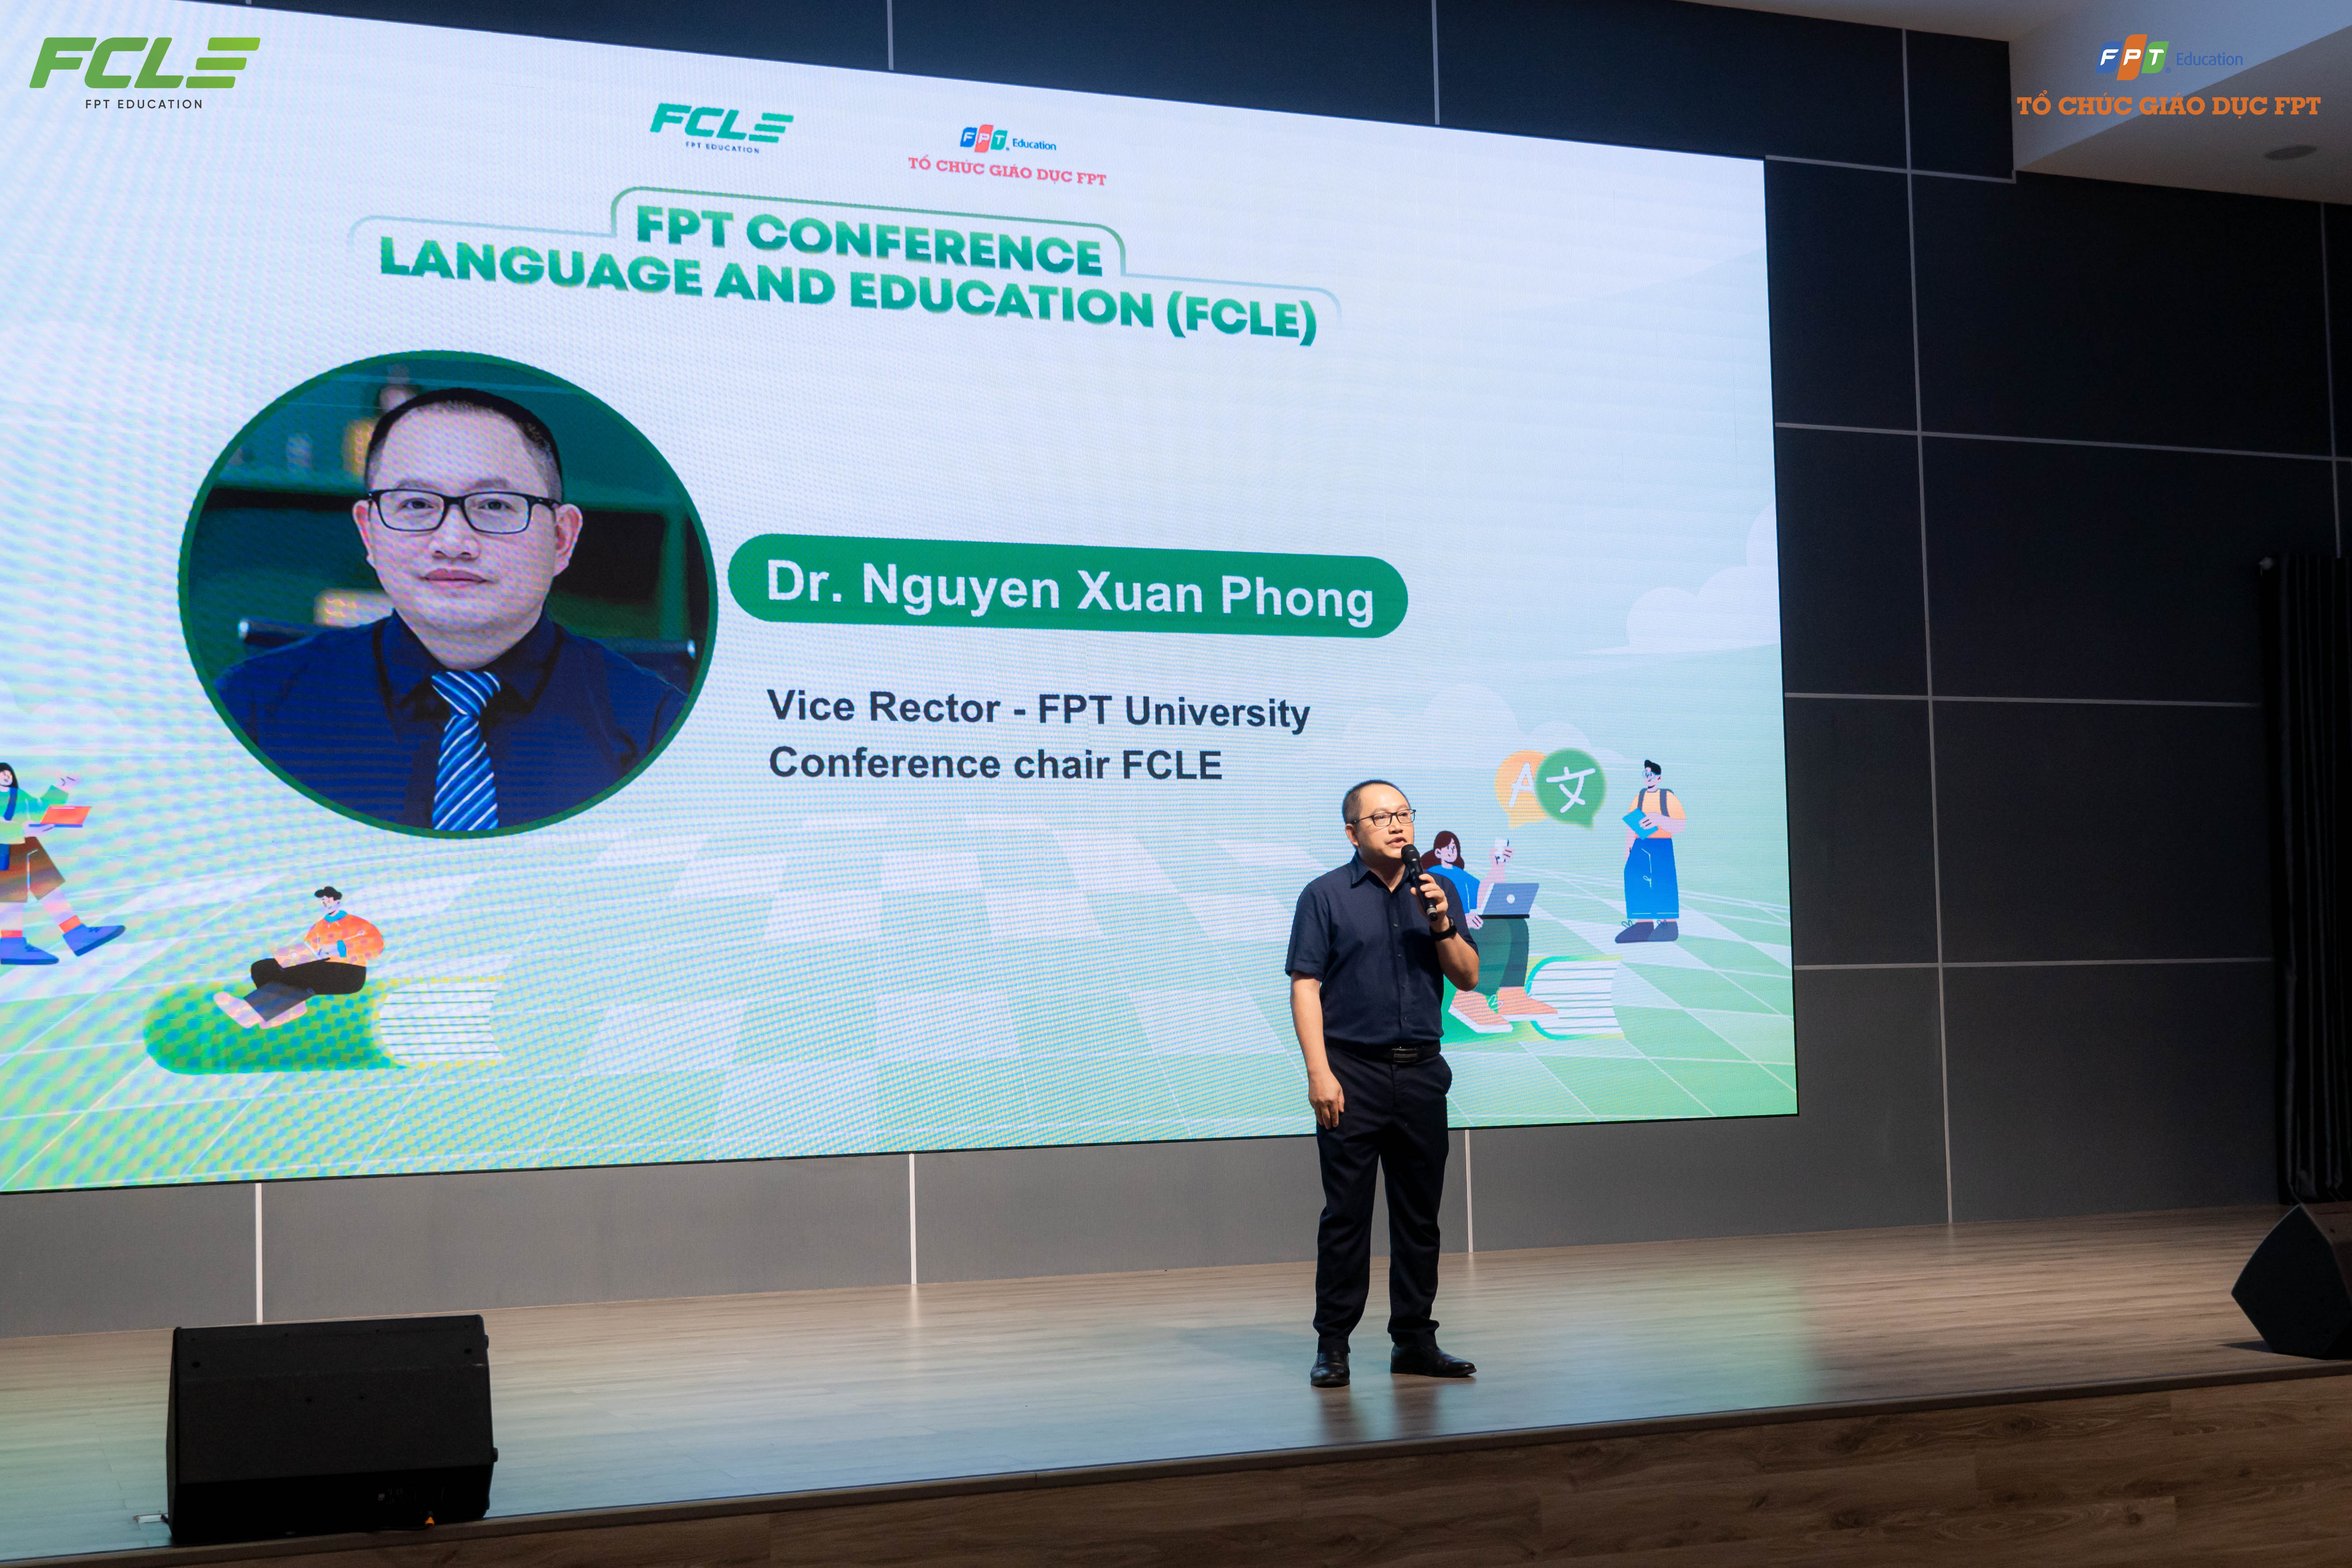 FCLE
FPT EDUCATION
FPT Education
TỔ CHỨC GIÁO DỤC FPT
FCLE
FPT EDUCATION
FPT Education
TỔ CHỨC GIÁO DỤC FPT
FPT CONFERENCE
LANGUAGE AND EDUCATION (FCLE)
Dr. Nguyen Xuan Phong
Vice Rector - FPT University
Conference chair FCLE
A 文